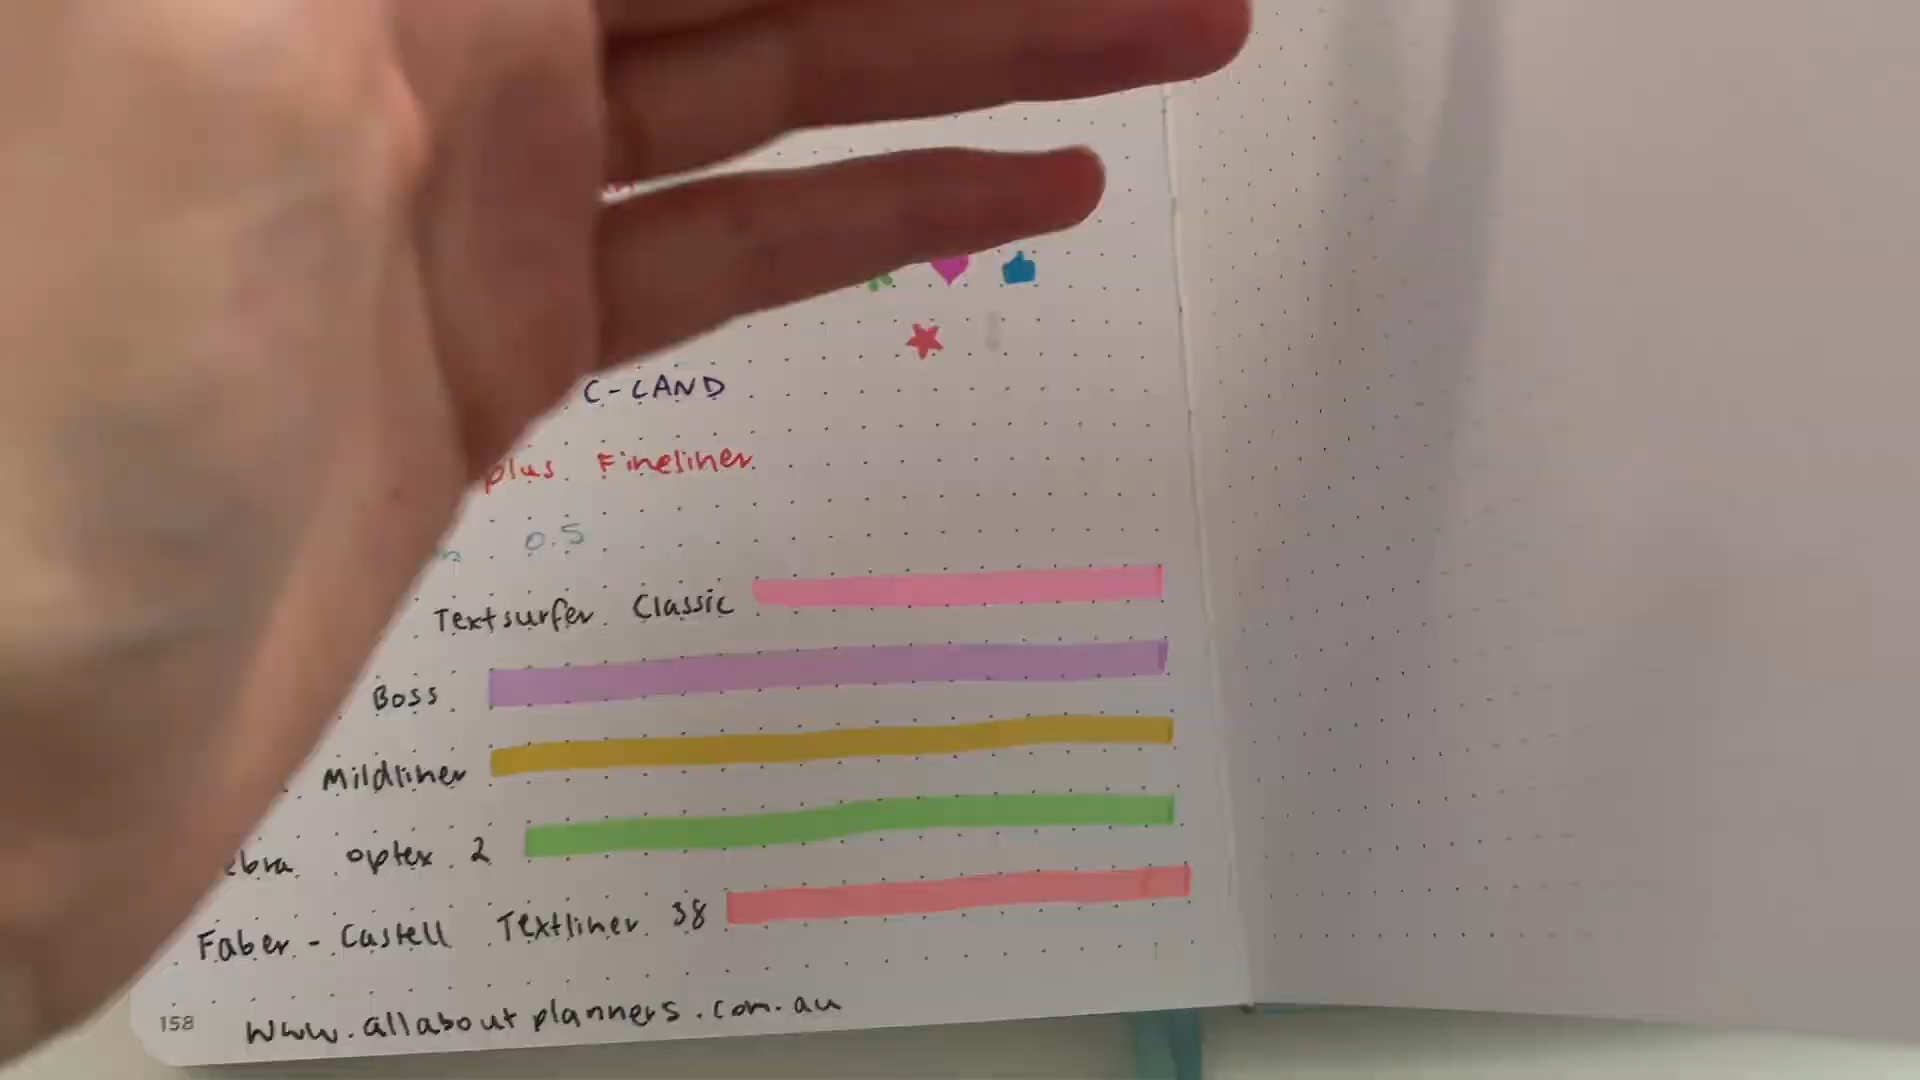 C-LAND
plus Fineliner
0.5
Textsurfer Classic
Boss
Mildliner
ebra optex 2
Faber-Castell Textliner 38
158
www.allaboutplanners.com.au